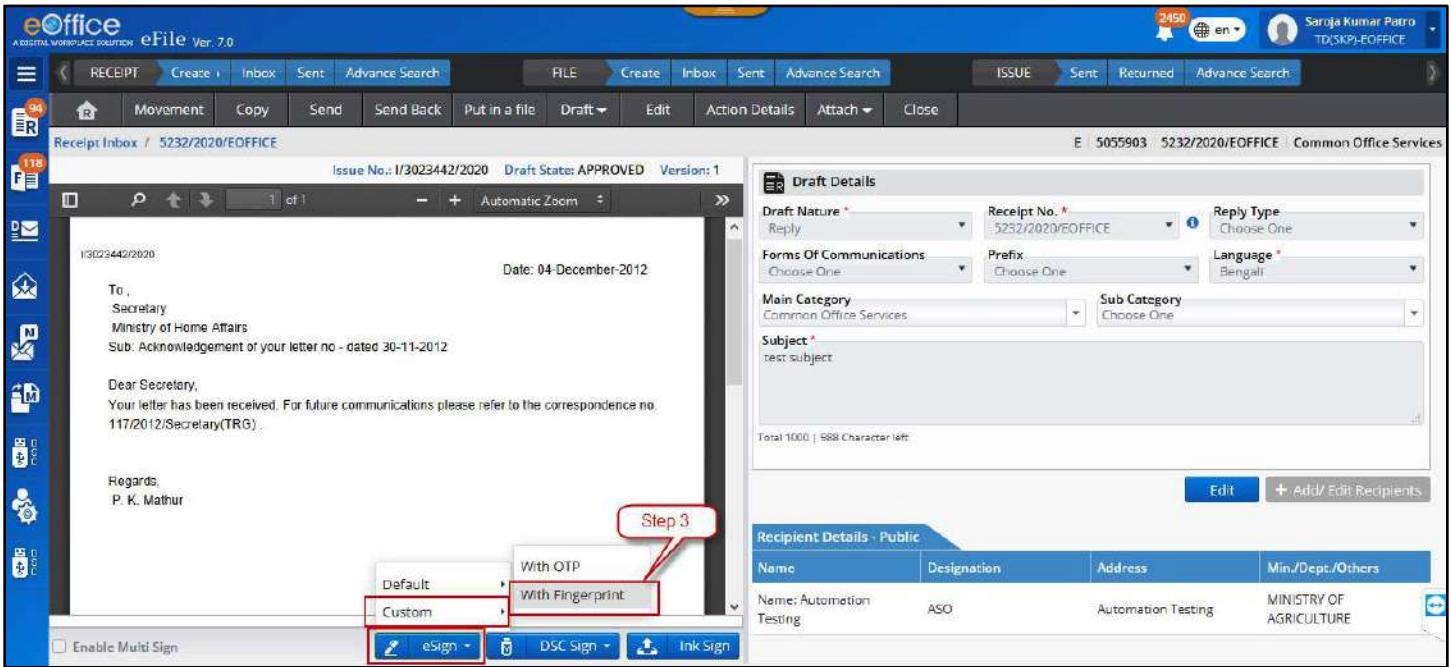 eOffice
A DIGITAL WORKPLACE SOLUTION eFile Ver. 7.0
2450
en
Saroja Kumar Patro
TD(SKP)-EOFFICE
RECEIPT Create Inbox Sent Advance Search FILE Create Inbox Sent Advance Search ISSUE Sent Returned Advance Search
94
R
Movement Copy Send Send Back Put in a file Draft Edit Action Details Attach Close
Receipt Inbox / 5232/2020/EOFFICE
E 5055903 5232/2020/EOFFICE Common Office Services
118
F
Issue No.: I/3023442/2020 Draft State: APPROVED Version: 1
1 of 1 − + Automatic Zoom
I/3023442/2020
Date: 04-December-2012
To ,
Secretary
Ministry of Home Affairs
Sub: Acknowledgement of your letter no - dated 30-11-2012
Dear Secretary,
Your letter has been received. For future communications please refer to the correspondence no.
117/2012/Secretary(TRG) .
Regards,
P. K. Mathur
Step 3
Default
Custom
With OTP
With Fingerprint
Enable Multi Sign
eSign
DSC Sign
Ink Sign
D
N
M
DSC
DSC
Draft Details
Draft Nature * Receipt No. * Reply Type
Reply 5232/2020/EOFFICE Choose One
Forms Of Communications Prefix Language *
Choose One Choose One Bengali
Main Category Sub Category
Common Office Services Choose One
Subject *
test subject
Total 1000 | 988 Character left
Edit + Add/ Edit Recipients
Recipient Details - Public
Name Designation Address Min./Dept./Others
Name: Automation Testing ASO Automation Testing MINISTRY OF AGRICULTURE